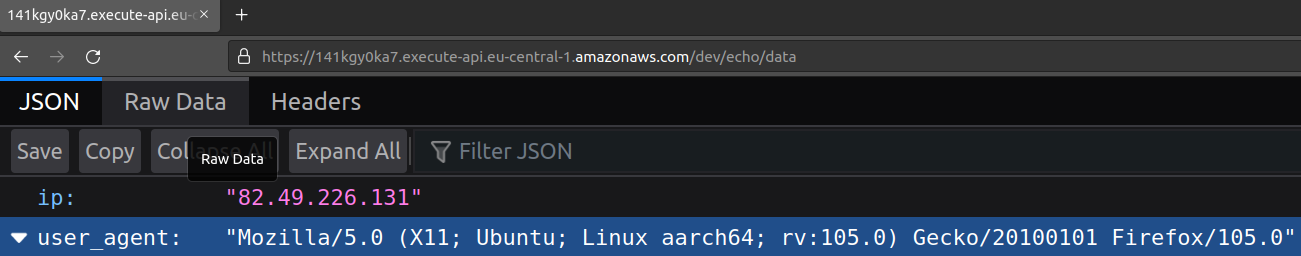 141kgy0ka7.execute-api.eu-c
https://141kgy0ka7.execute-api.eu-central-1.amazonaws.com/dev/echo/data
JSON Raw Data Headers
Save Copy Collapse All Expand All Filter JSON
Raw Data
ip: "82.49.226.131"
user_agent: "Mozilla/5.0 (X11; Ubuntu; Linux aarch64; rv:105.0) Gecko/20100101 Firefox/105.0"